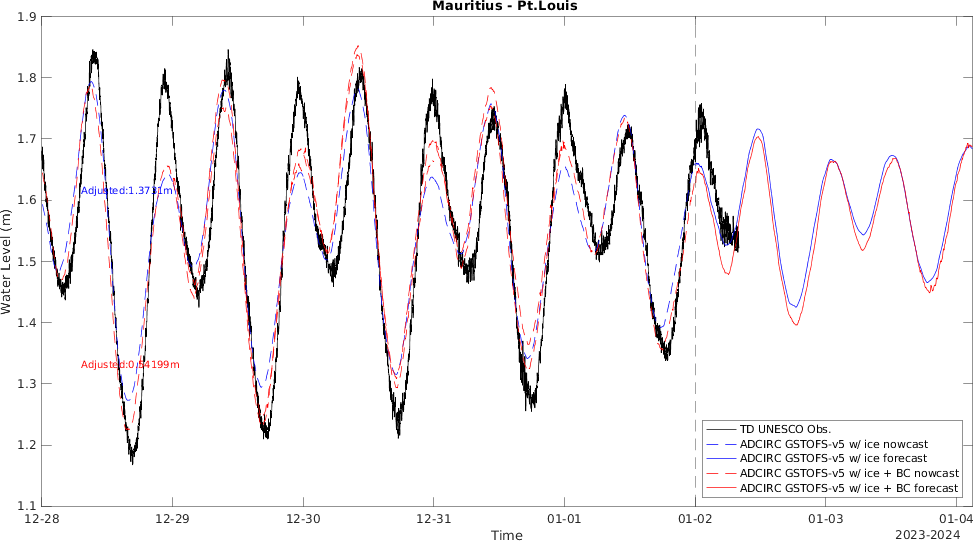 Mauritius - Pt.Louis
1.9
1.8
1.7
1.6
1.5
1.4
1.3
1.2
1.1
Water Level (m)
Adjusted:1.3731m
Adjusted:0.54199m
TD UNESCO Obs.
ADCIRC GSTOFS-v5 w/ ice nowcast
ADCIRC GSTOFS-v5 w/ ice forecast
ADCIRC GSTOFS-v5 w/ ice + BC nowcast
ADCIRC GSTOFS-v5 w/ ice + BC forecast
12-28 12-29 12-30 12-31 01-01 01-02 01-03 01-04
Time
2023-2024